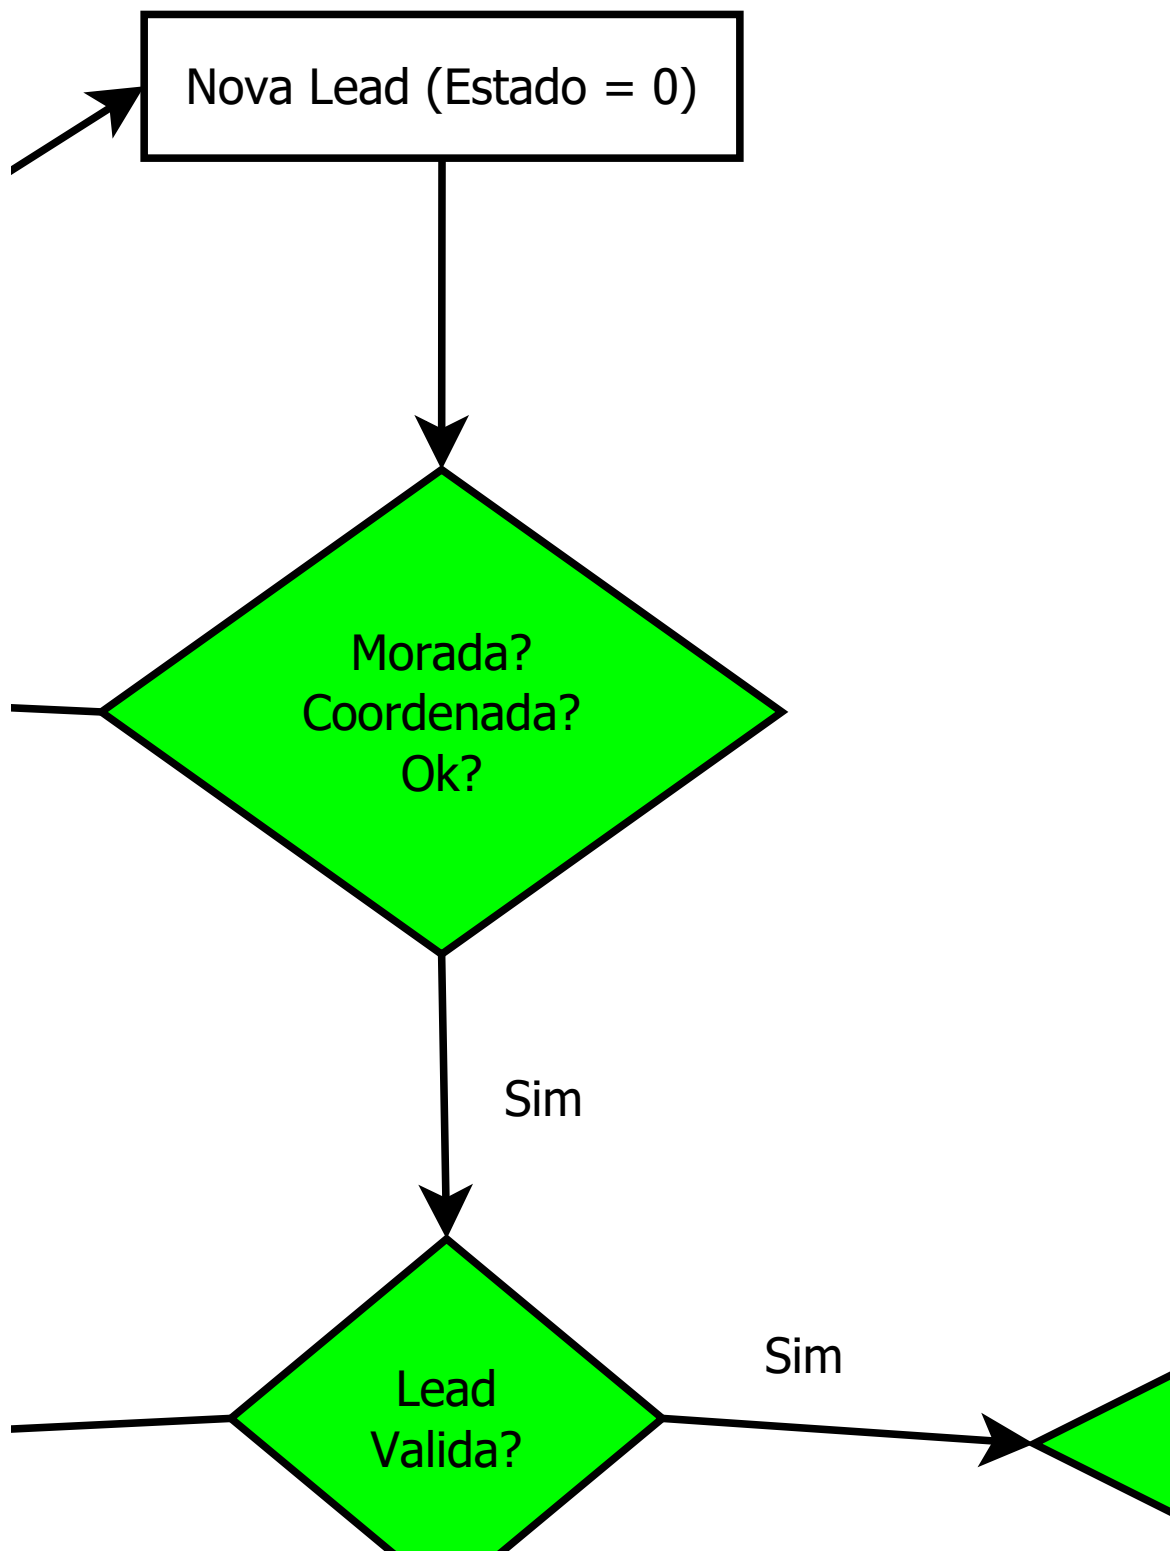 Nova Lead (Estado = 0)
Morada?
Coordenada?
Ok?
Sim
Sim
Lead
Valida?